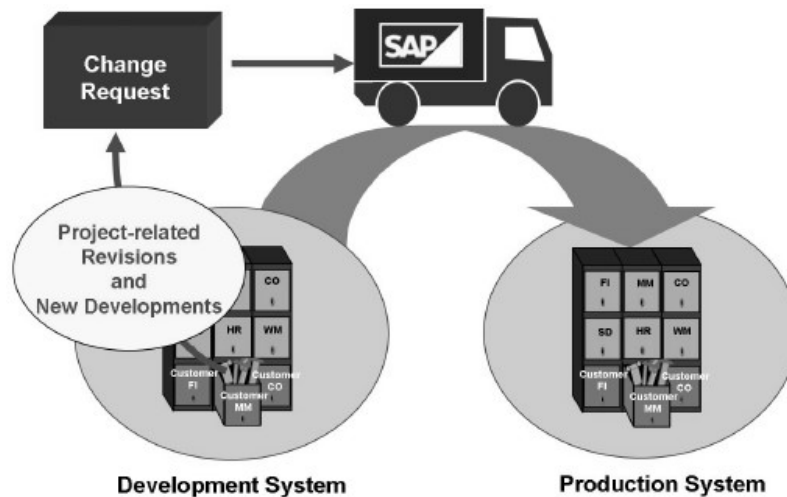 Change
Request
SAP
Project-related
Revisions
and
New Developments
CO
HR
WM
Customer
FI
Customer
CO
Customer
MM
FI
MM
CO
SD
HR
WM
Customer
FI
Customer
CO
Customer
MM
Development System
Production System